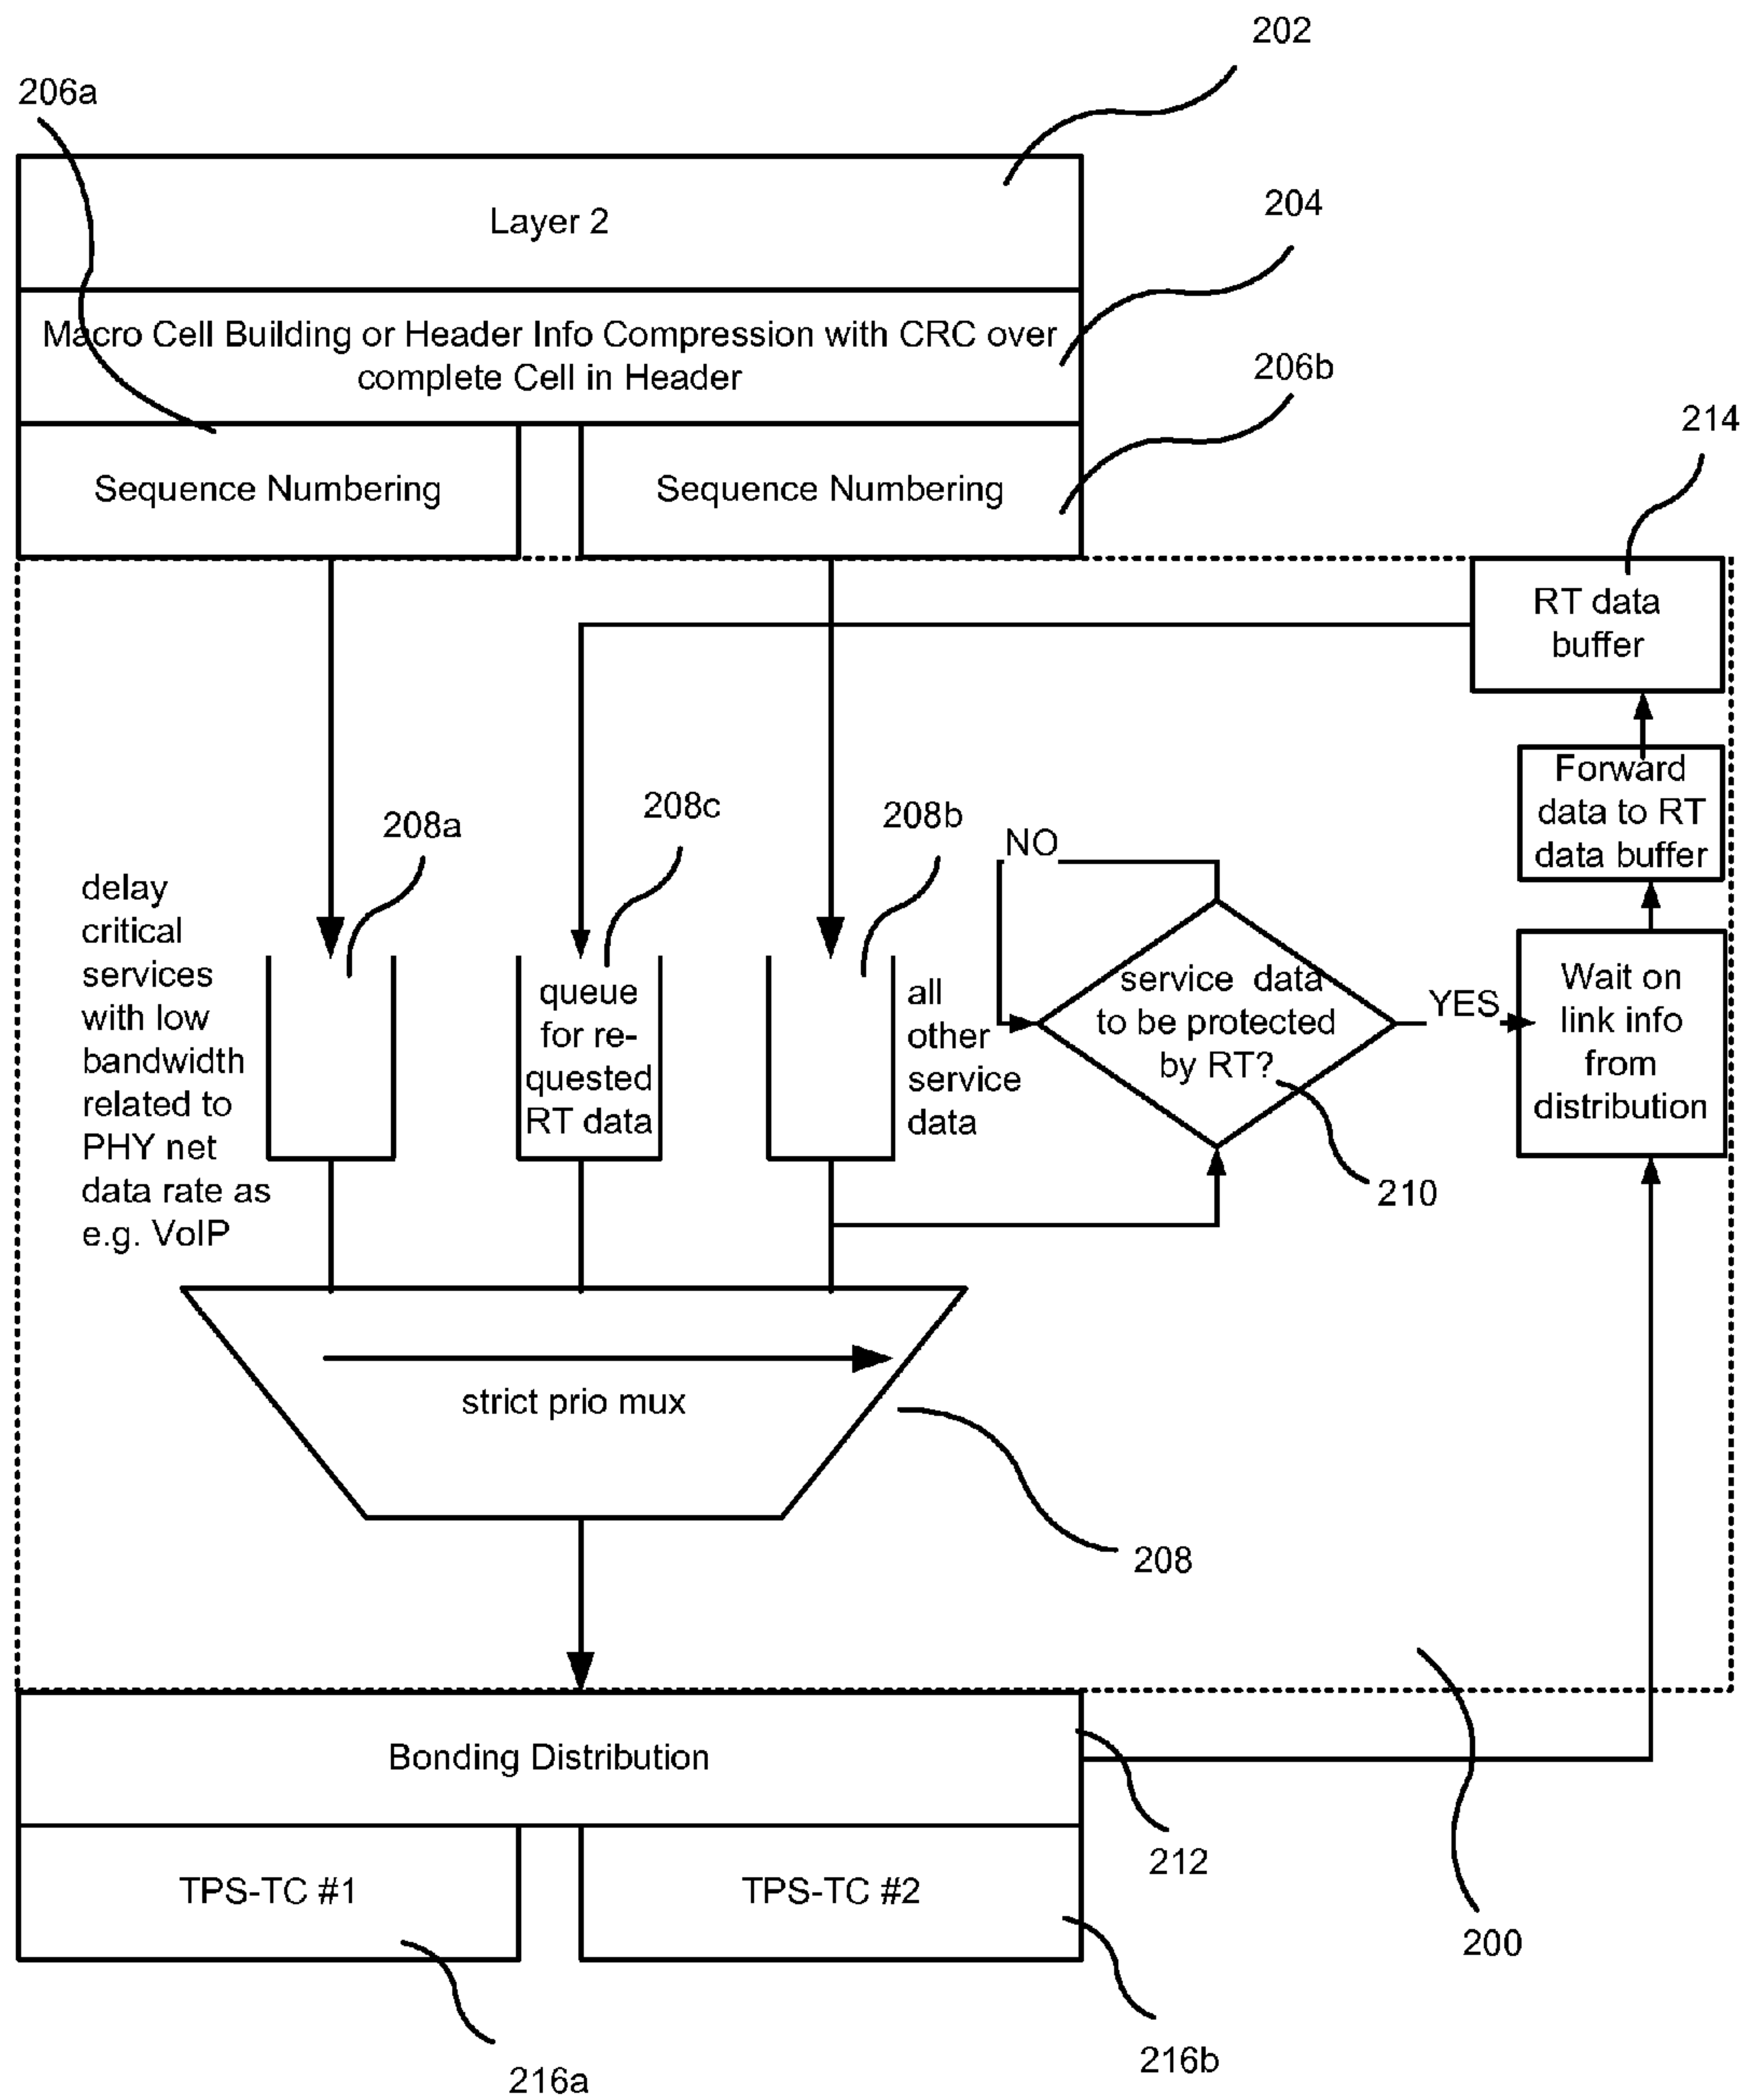 202
206a
204
Layer 2
Macro Cell Building or Header Info Compression with CRC over
complete Cell in Header
206b
214
Sequence Numbering
Sequence Numbering
RT data
buffer
Forward
data to RT
data buffer
208a
208c
208b
NO
delay
critical
services
with low
bandwidth
related to
PHY net
data rate as
e.g. VoIP
queue
for re-
quested
RT data
all
other
service
data
service data
to be protected
by RT?
YES
Wait on
link info
from
distribution
210
strict prio mux
208
Bonding Distribution
212
TPS-TC #1
TPS-TC #2
200
216a
216b